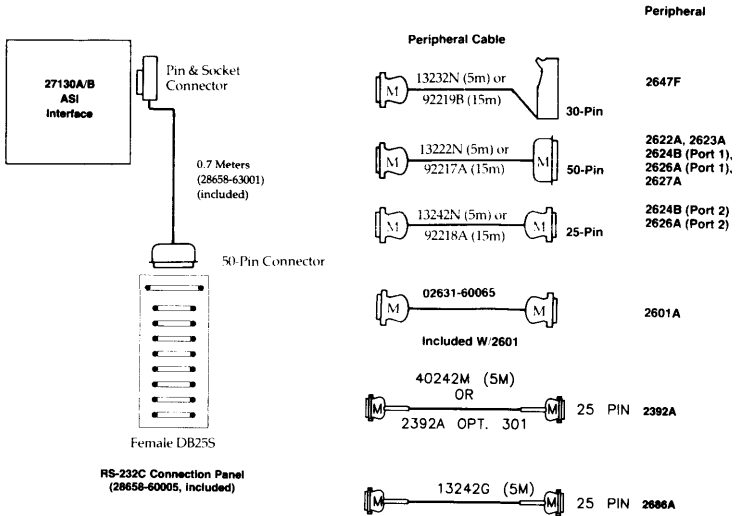 Peripheral
Peripheral Cable
27130A/B
ASI
Interface
Pin & Socket
Connector
0.7 Meters
(28658-63001)
(included)
50-Pin Connector
Female DB25S
RS-232C Connection Panel
(28658-60005, included)
M
13232N (5m) or
92219B (15m)
30-Pin
2647F
M
13222N (5m) or
92217A (15m)
M
50-Pin
2622A, 2623A
2624B (Port 1),
2626A (Port 1),
2627A
M
13242N (5m) or
92218A (15m)
M
25-Pin
2624B (Port 2)
2626A (Port 2)
M
02631-60065
M
Included W/2601
2601A
M
40242M (5M)
OR
2392A OPT. 301
M
25 PIN
2392A
M
13242G (5M)
M
25 PIN
2686A